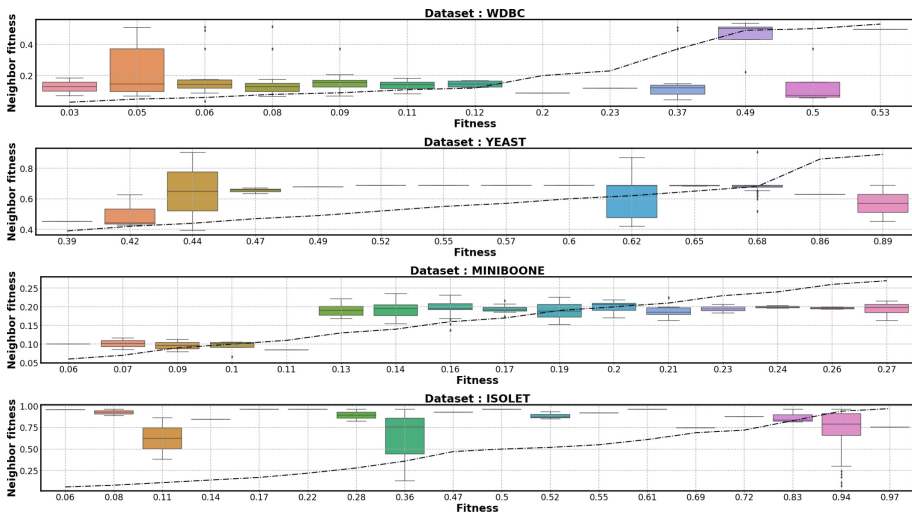 Dataset : WDBC
Neighbor fitness
0.4
0.2
0.03 0.05 0.06 0.08 0.09 0.11 0.12 0.2 0.23 0.37 0.49 0.5 0.53
Fitness
Dataset : YEAST
Neighbor fitness
0.8
0.6
0.4
0.39 0.42 0.44 0.47 0.49 0.52 0.55 0.57 0.6 0.62 0.65 0.68 0.86 0.89
Fitness
Dataset : MINIBOONE
Neighbor fitness
0.25
0.20
0.15
0.10
0.05
0.06 0.07 0.09 0.1 0.11 0.13 0.14 0.16 0.17 0.19 0.2 0.21 0.23 0.24 0.26 0.27
Fitness
Dataset : ISOLET
Neighbor fitness
1.00
0.75
0.50
0.25
0.06 0.08 0.11 0.14 0.17 0.22 0.28 0.36 0.47 0.5 0.52 0.55 0.61 0.69 0.72 0.83 0.94 0.97
Fitness